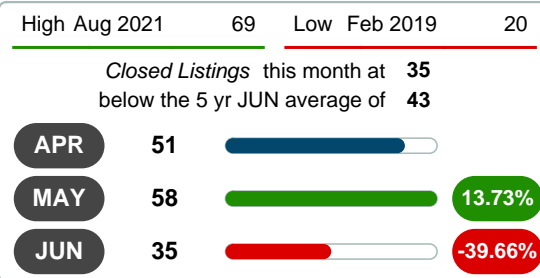 High Aug 2021 69 Low Feb 2019 20
Closed Listings this month at 35
below the 5 yr JUN average of 43
APR 51
MAY 58 13.73%
JUN 35 -39.66%